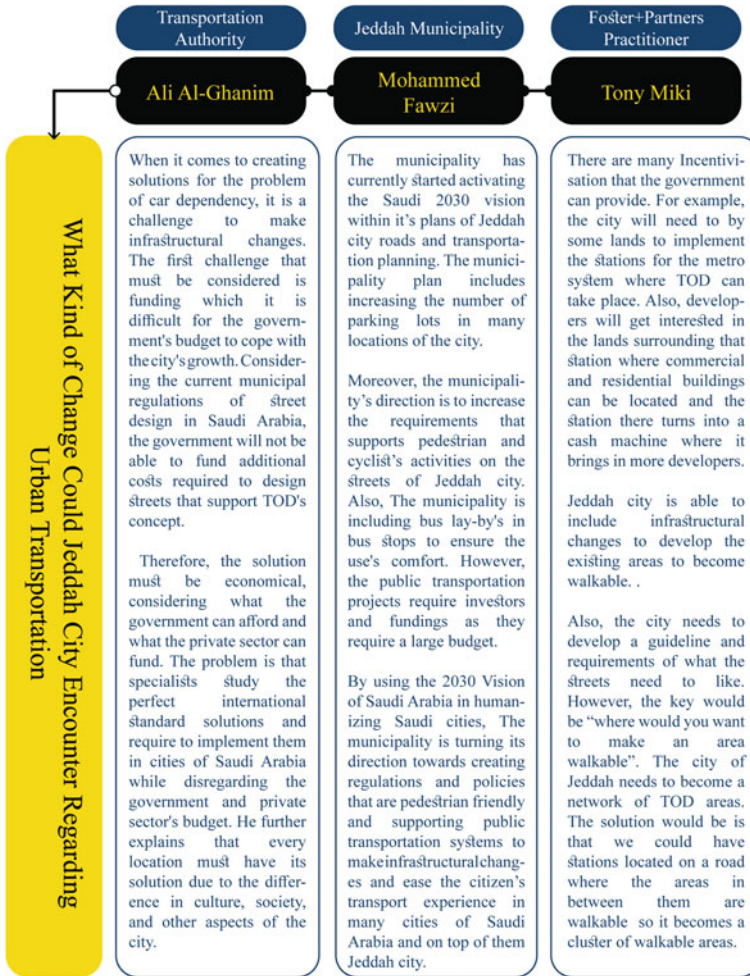 Transportation
Authority
Jeddah Municipality
Foster+Partners
Practitioner
Ali Al-Ghanim
Mohammed
Fawzi
Tony Miki
What Kind of Change Could Jeddah City Encounter Regarding
Urban Transportation
When it comes to creating
solutions for the problem
of car dependency, it is a
challenge to make
infrastructural changes.
The first challenge that
must be considered is
funding which it is
difficult for the govern-
ment's budget to cope with
the city's growth. Consider-
ing the current municipal
regulations of street
design in Saudi Arabia,
the government will not be
able to fund additional
costs required to design
streets that support TOD's
concept.
Therefore, the solution
must be economical,
considering what the
government can afford and
what the private sector can
fund. The problem is that
specialists study the
perfect international
standard solutions and
require to implement them
in cities of Saudi Arabia
while disregarding the
government and private
sector's budget. He further
explains that every
location must have its
solution due to the differ-
ence in culture, society,
and other aspects of the
city.
The municipality has
currently started activating
the Saudi 2030 vision
within it's plans of Jeddah
city roads and transporta-
tion planning. The munici-
pality plan includes
increasing the number of
parking lots in many
locations of the city.
Moreover, the municipali-
ty's direction is to increase
the requirements that
supports pedestrian and
cyclist's activities on the
streets of Jeddah city.
Also, The municipality is
including bus lay-by's in
bus stops to ensure the
use's comfort. However,
the public transportation
projects require investors
and fundings as they
require a large budget.
By using the 2030 Vision
of Saudi Arabia in human-
izing Saudi cities, The
municipality is turning its
direction towards creating
regulations and policies
that are pedestrian friendly
and supporting public
transportation systems to
make infrastructural chang-
es and ease the citizen's
transport experience in
many cities of Saudi
Arabia and on top of them
Jeddah city.
There are many Incentivi-
sation that the government
can provide. For example,
the city will need to by
some lands to implement
the stations for the metro
system where TOD can
take place. Also, develop-
ers will get interested in
the lands surrounding that
station where commercial
and residential buildings
can be located and the
station there turns into a
cash machine where it
brings in more developers.
Jeddah city is able to
include infrastructural
changes to develop the
existing areas to become
walkable. .
Also, the city needs to
develop a guideline and
requirements of what the
streets need to like.
However, the key would
be “where would you want
to make an area
walkable”. The city of
Jeddah needs to become a
network of TOD areas.
The solution would be is
that we could have
stations located on a road
where the areas in
between them are
walkable so it becomes a
cluster of walkable areas.